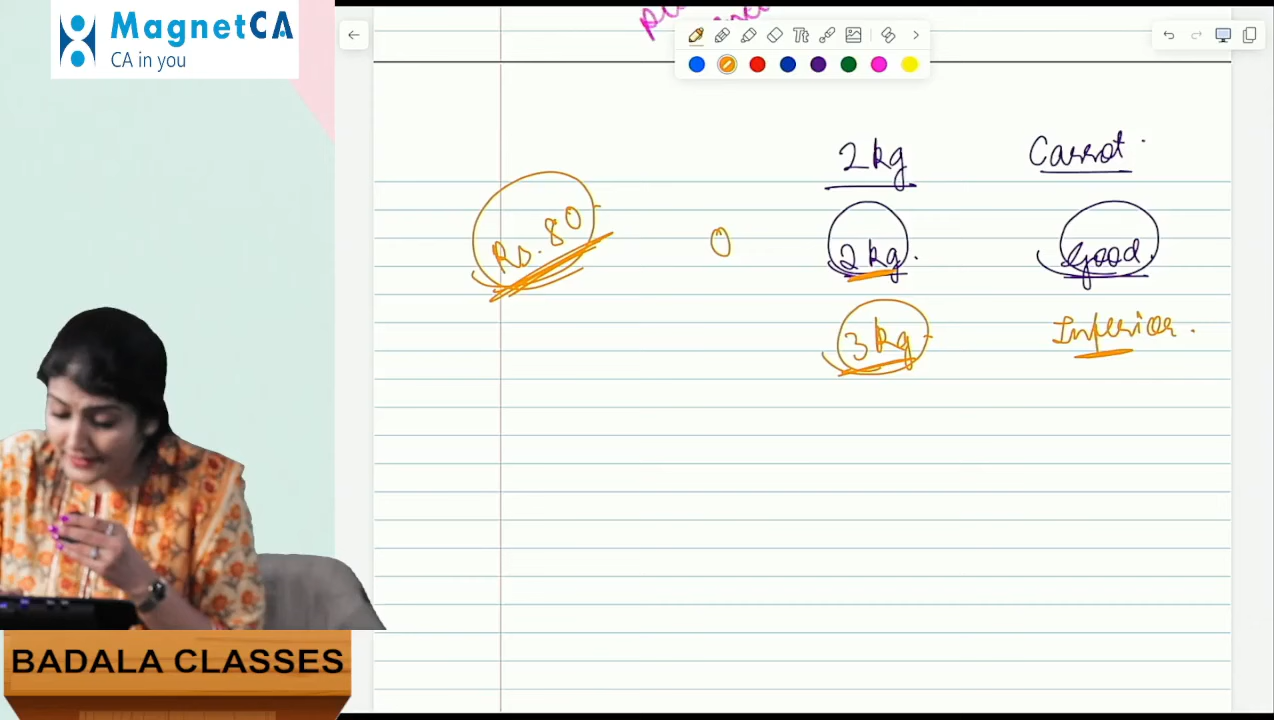 MagnetCA
CA in you
2kg Carrot.
Rs.80 0 2kg. Good.
3kg Inferior.
BADALA CLASSES